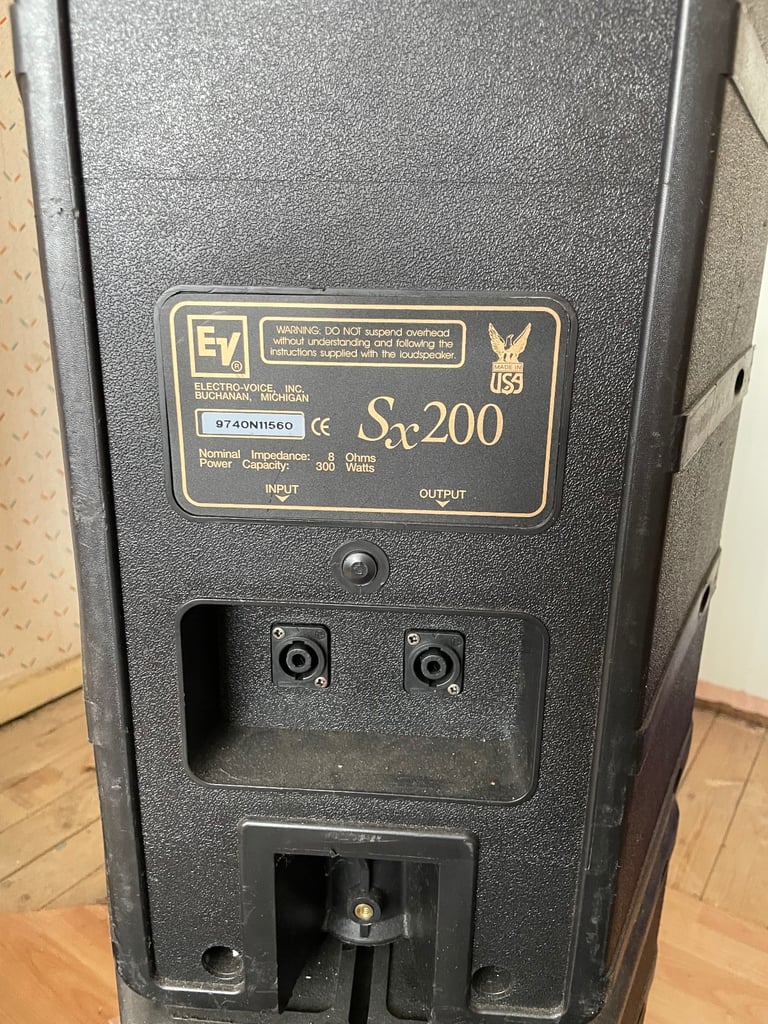 EV®
WARNING: DO NOT suspend overhead
without understanding and following the
instructions supplied with the loudspeaker.
MADE IN
USA
ELECTRO-VOICE, INC.
BUCHANAN, MICHIGAN
9740N11560 CE
Sx200
Nominal Impedance: 8 Ohms
Power Capacity: 300 Watts
INPUT
OUTPUT